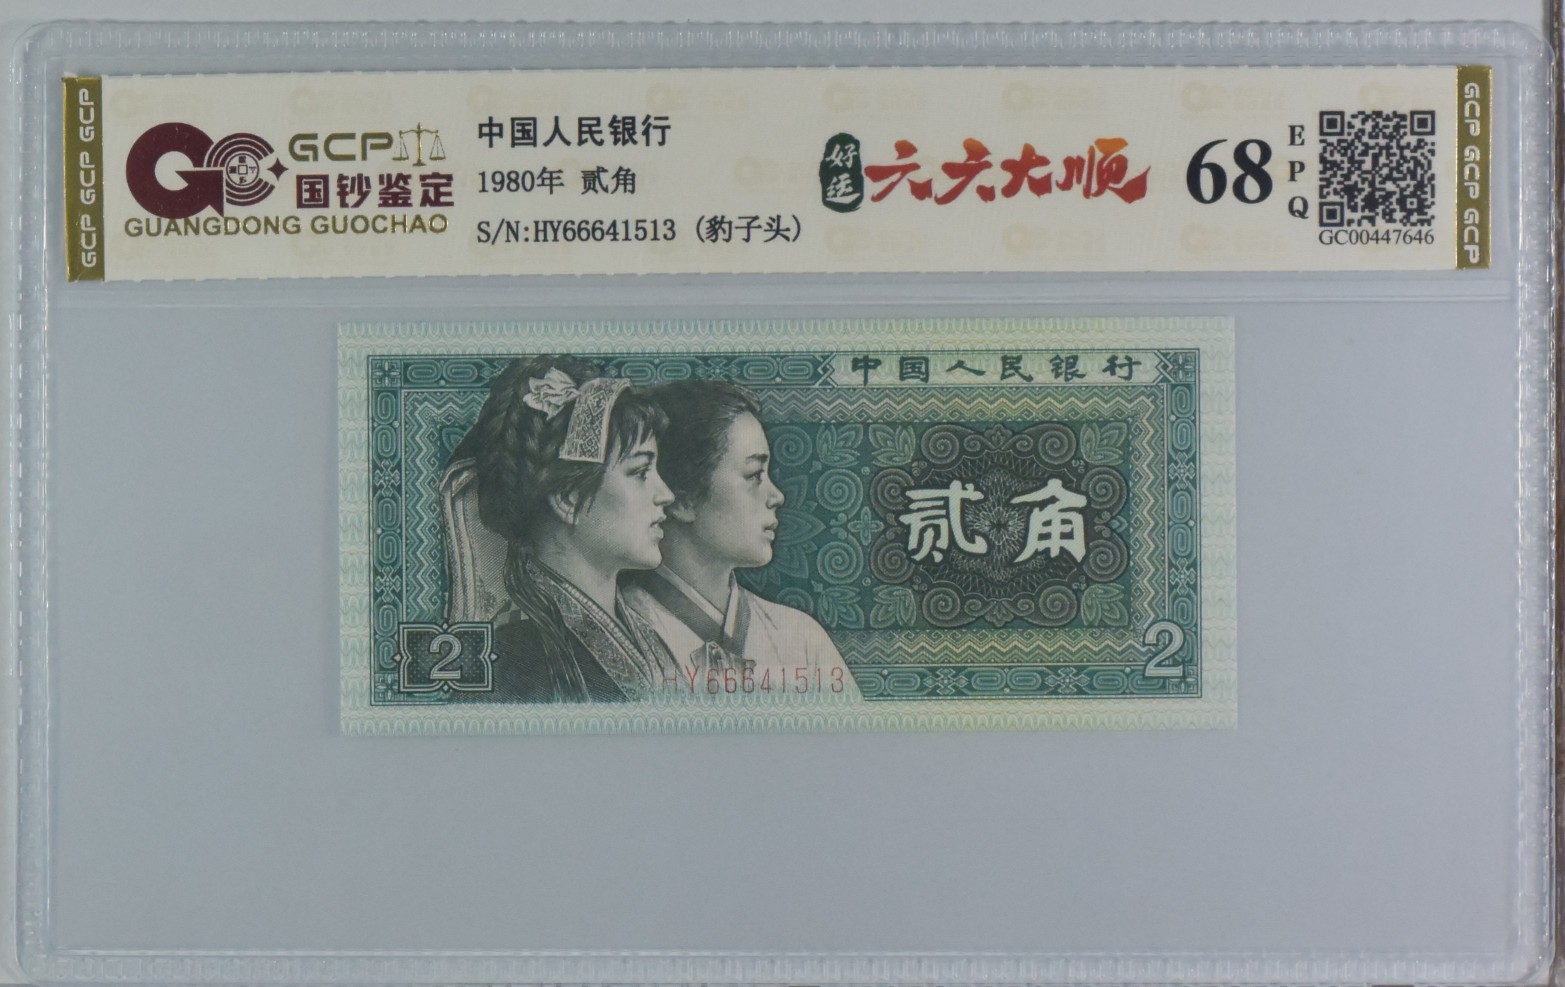 GCP GCP GCP
GCP
国钞鉴定
GUANGDONG GUOCHAO
中国人民银行
1980年 贰角
S/N:HY66641513 (豹子头)
好运 六六大顺
68
EPQ
GC00447646
GCP GCP GCP
中国人民银行
贰角
2
2
HY66641513